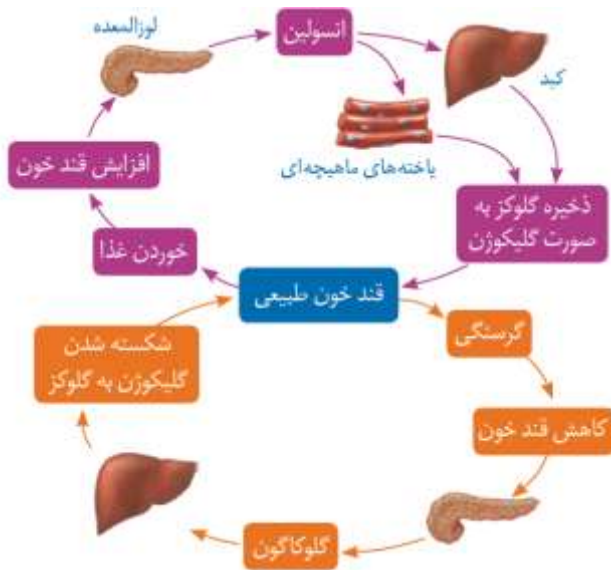 لوزالمعده
انسولین
کبد
یاخته‌های ماهیچه‌ای
افزایش قند خون
ذخیره گلوکز به
صورت گلیکوژن
خوردن غذا
قند خون طبیعی
گرسنگی
شکسته شدن
گلیکوژن به گلوکز
کاهش قند خون
گلوکاگون